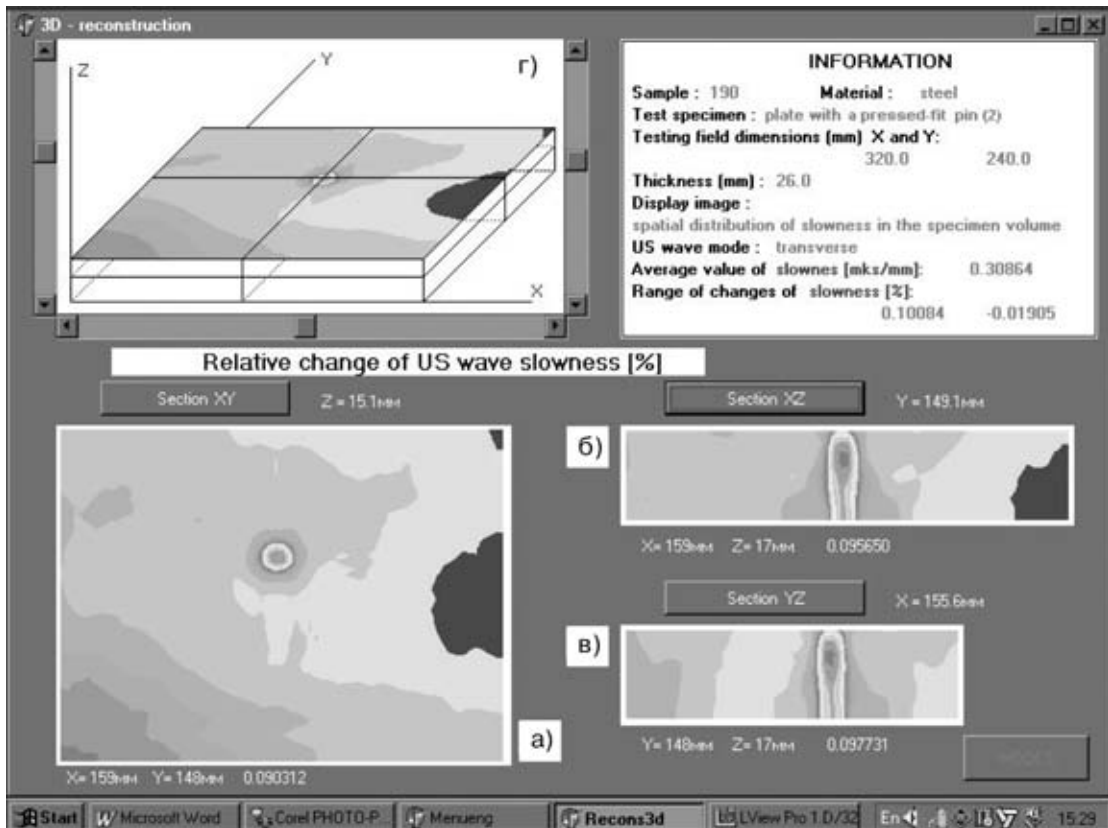 3D - reconstruction
Z
Y
г)
X
INFORMATION
Sample : 190 Material : steel
Test specimen : plate with a pressed-fit pin (2)
Testing field dimensions (mm) X and Y:
320.0 240.0
Thickness (mm) : 26.0
Display image :
spatial distribution of slowness in the specimen volume
US wave mode : transverse
Average value of slownes [mks/mm]: 0.30864
Range of changes of slowness [%]:
0.10084 -0.01905
Relative change of US wave slowness [%]
Section XY Z = 15.1мм
а)
X= 159мм Y= 148мм 0.090312
Section XZ Y = 149.1мм
б)
X= 159мм Z= 17мм 0.095650
Section YZ X = 155.6мм
в)
Y= 148мм Z= 17мм 0.097731
Start Microsoft Word Corel PHOTO-P... Menueng Recons3d LView Pro 1.D/32 En 15:29